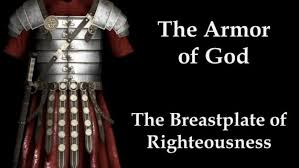 The Armor
of God
The Breastplate of
Righteousness